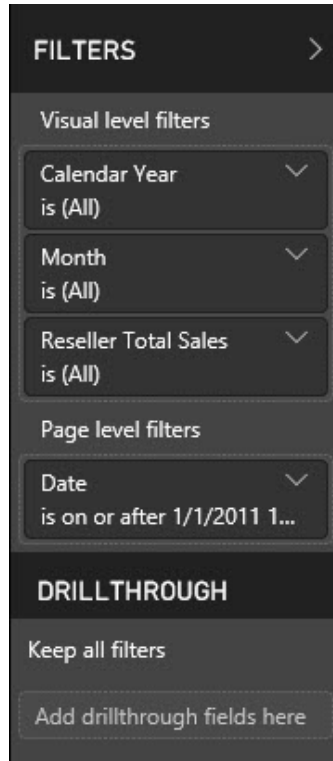 FILTERS
Visual level filters
Calendar Year
is (All)
Month
is (All)
Reseller Total Sales
is (All)
Page level filters
Date
is on or after 1/1/2011 1...
DRILLTHROUGH
Keep all filters
Add drillthrough fields here